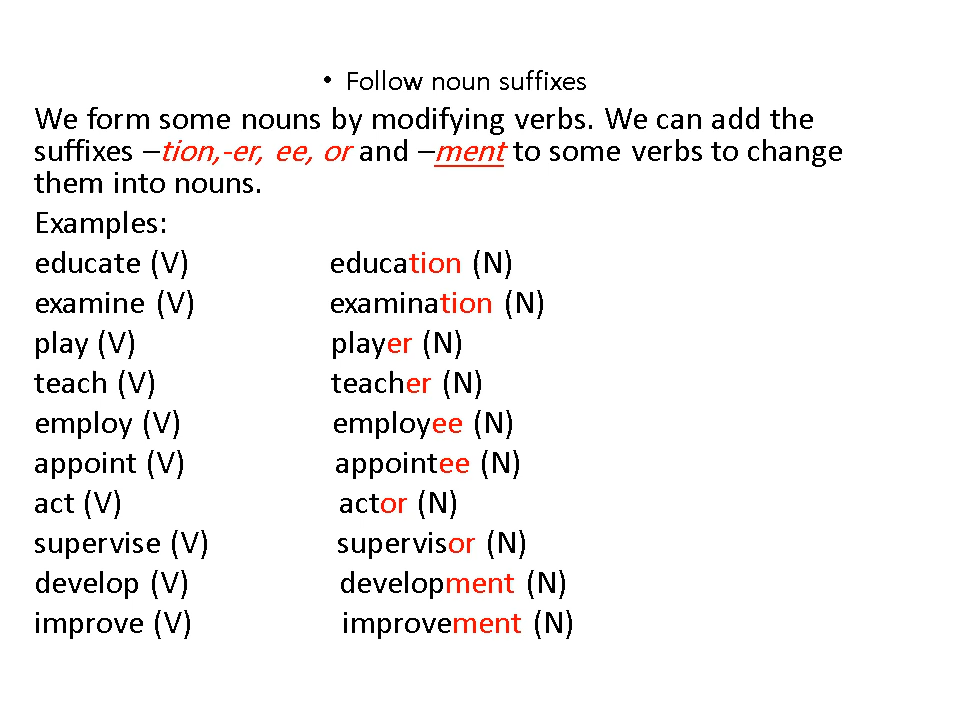 • Follow noun suffixes
We form some nouns by modifying verbs. We can add the
suffixes –tion,-er, ee, or and –ment to some verbs to change
them into nouns.
Examples:
educate (V) education (N)
examine (V) examination (N)
play (V) player (N)
teach (V) teacher (N)
employ (V) employee (N)
appoint (V) appointee (N)
act (V) actor (N)
supervise (V) supervisor (N)
develop (V) development (N)
improve (V) improvement (N)